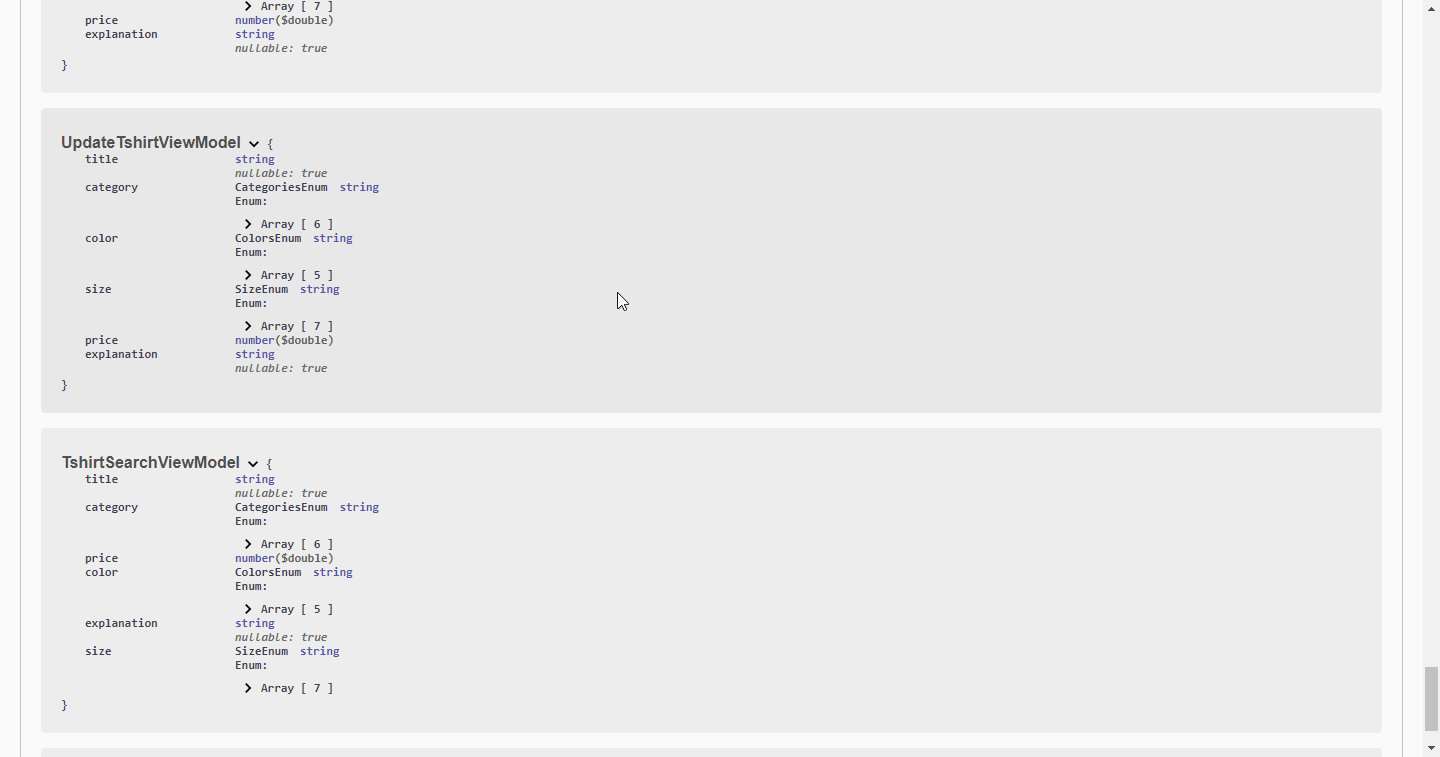 Array [ 7 ]
price number($double)
explanation string
nullable: true
}
UpdateTshirtViewModel {
title string
nullable: true
category CategoriesEnum string
Enum:
Array [ 6 ]
color ColorsEnum string
Enum:
Array [ 5 ]
size SizeEnum string
Enum:
Array [ 7 ]
price number($double)
explanation string
nullable: true
}
TshirtSearchViewModel {
title string
nullable: true
category CategoriesEnum string
Enum:
Array [ 6 ]
price number($double)
color ColorsEnum string
Enum:
Array [ 5 ]
explanation string
nullable: true
size SizeEnum string
Enum:
Array [ 7 ]
}